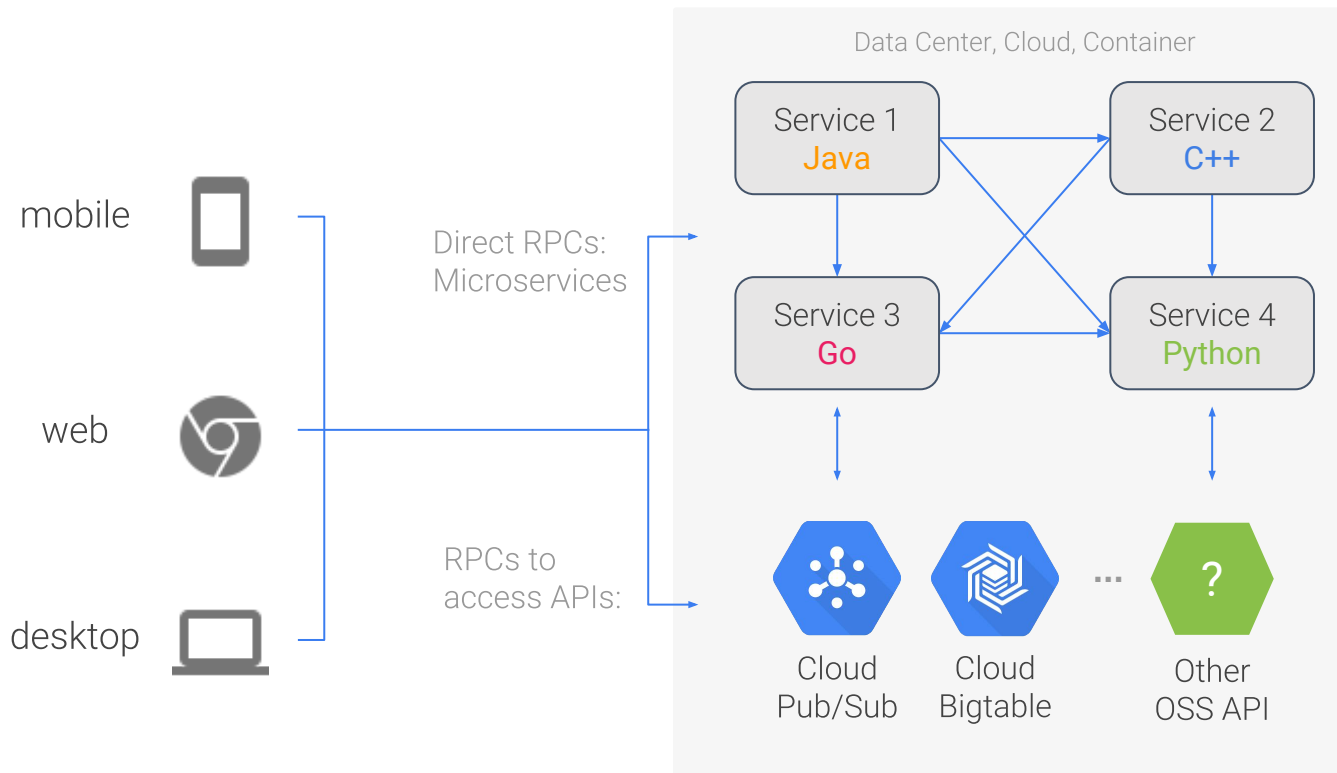 Data Center, Cloud, Container
mobile
web
desktop
Direct RPCs:
Microservices
RPCs to
access APIs:
Service 1
Java
Service 2
C++
Service 3
Go
Service 4
Python
...
?
Cloud
Pub/Sub
Cloud
Bigtable
Other
OSS API